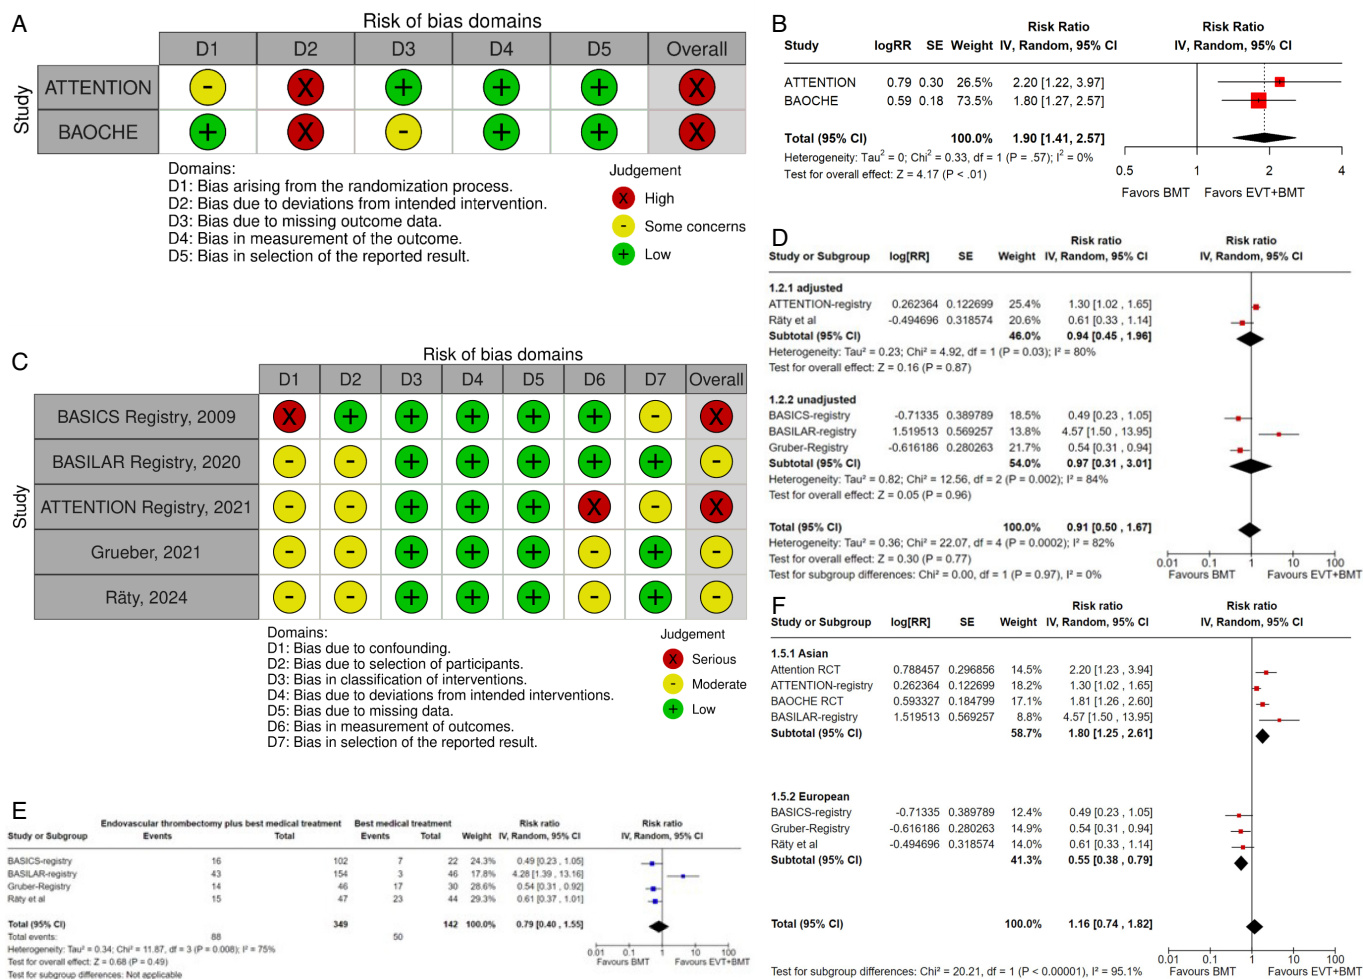 A
Risk of bias domains
D1 D2 D3 D4 D5 Overall
Study
ATTENTION - X + + + X
BAOCHE + X - + + X
Domains:
D1: Bias arising from the randomization process.
D2: Bias due to deviations from intended intervention.
D3: Bias due to missing outcome data.
D4: Bias in measurement of the outcome.
D5: Bias in selection of the reported result.
Judgement
X High
- Some concerns
+ Low
B
Risk Ratio Risk Ratio
Study logRR SE Weight IV, Random, 95% CI IV, Random, 95% CI
ATTENTION 0.79 0.30 26.5% 2.20 [1.22, 3.97]
BAOCHE 0.59 0.18 73.5% 1.80 [1.27, 2.57]
Total (95% CI) 100.0% 1.90 [1.41, 2.57]
Heterogeneity: Tau² = 0; Chi² = 0.33, df = 1 (P = .57); I² = 0%
Test for overall effect: Z = 4.17 (P < .01)
0.5 1 2 4
Favors BMT Favors EVT+BMT
C
Risk of bias domains
D1 D2 D3 D4 D5 D6 D7 Overall
Study
BASICS Registry, 2009 X + + + + + - X
BASILAR Registry, 2020 - - + + + + + -
ATTENTION Registry, 2021 - - + + + X - X
Grueber, 2021 - - + + + - + -
Räty, 2024 - - + + + - + -
Domains:
D1: Bias due to confounding.
D2: Bias due to selection of participants.
D3: Bias in classification of interventions.
D4: Bias due to deviations from intended interventions.
D5: Bias due to missing data.
D6: Bias in measurement of outcomes.
D7: Bias in selection of the reported result.
Judgement
X Serious
- Moderate
+ Low
D
Risk ratio Risk ratio
Study or Subgroup log[RR] SE Weight IV, Random, 95% CI IV, Random, 95% CI
1.2.1 adjusted
ATTENTION-registry 0.262364 0.122699 25.4% 1.30 [1.02 , 1.65]
Räty et al -0.494696 0.318574 20.6% 0.61 [0.33 , 1.14]
Subtotal (95% CI) 46.0% 0.94 [0.45 , 1.96]
Heterogeneity: Tau² = 0.23; Chi² = 4.92, df = 1 (P = 0.03); I² = 80%
Test for overall effect: Z = 0.16 (P = 0.87)
1.2.2 unadjusted
BASICS-registry -0.71335 0.389789 18.5% 0.49 [0.23 , 1.05]
BASILAR-registry 1.519513 0.569257 13.8% 4.57 [1.50 , 13.95]
Gruber-Registry -0.616186 0.280263 21.7% 0.54 [0.31 , 0.94]
Subtotal (95% CI) 54.0% 0.97 [0.31 , 3.01]
Heterogeneity: Tau² = 0.82; Chi² = 12.56, df = 2 (P = 0.002); I² = 84%
Test for overall effect: Z = 0.05 (P = 0.96)
Total (95% CI) 100.0% 0.91 [0.50 , 1.67]
Heterogeneity: Tau² = 0.36; Chi² = 22.07, df = 4 (P = 0.0002); I² = 82%
Test for overall effect: Z = 0.30 (P = 0.77)
Test for subgroup differences: Chi² = 0.00, df = 1 (P = 0.97), I² = 0%
0.01 0.1 1 10 100
Favours BMT Favours EVT+BMT
E
Endovascular thrombectomy plus best medical treatment Best medical treatment Risk ratio Risk ratio
Study or Subgroup Events Total Events Total Weight IV, Random, 95% CI IV, Random, 95% CI
BASICS-registry 16 102 7 22 24.3% 0.49 [0.23 , 1.05]
BASILAR-registry 43 154 3 46 17.8% 4.28 [1.39 , 13.16]
Gruber-Registry 14 46 17 30 28.6% 0.54 [0.31 , 0.92]
Räty et al 15 47 23 44 29.3% 0.61 [0.37 , 1.01]
Total (95% CI) 349 142 100.0% 0.79 [0.40 , 1.55]
Total events: 88 50
Heterogeneity: Tau² = 0.34; Chi² = 11.87, df = 3 (P = 0.008); I² = 75%
Test for overall effect: Z = 0.68 (P = 0.49)
Test for subgroup differences: Not applicable
0.01 0.1 1 10 100
Favours BMT Favours EVT+BMT
F
Risk ratio Risk ratio
Study or Subgroup log[RR] SE Weight IV, Random, 95% CI IV, Random, 95% CI
1.5.1 Asian
Attention RCT 0.788457 0.296856 14.5% 2.20 [1.23 , 3.94]
ATTENTION-registry 0.262364 0.122699 18.2% 1.30 [1.02 , 1.65]
BAOCHE RCT 0.593327 0.184799 17.1% 1.81 [1.26 , 2.60]
BASILAR-registry 1.519513 0.569257 8.8% 4.57 [1.50 , 13.95]
Subtotal (95% CI) 58.7% 1.80 [1.25 , 2.61]
1.5.2 European
BASICS-registry -0.71335 0.389789 12.4% 0.49 [0.23 , 1.05]
Gruber-Registry -0.616186 0.280263 14.9% 0.54 [0.31 , 0.94]
Räty et al -0.494696 0.318574 14.0% 0.61 [0.33 , 1.14]
Subtotal (95% CI) 41.3% 0.55 [0.38 , 0.79]
Total (95% CI) 100.0% 1.16 [0.74 , 1.82]
Test for subgroup differences: Chi² = 20.21, df = 1 (P < 0.00001), I² = 95.1%
0.01 0.1 1 10 100
Favours BMT Favours EVT+BMT